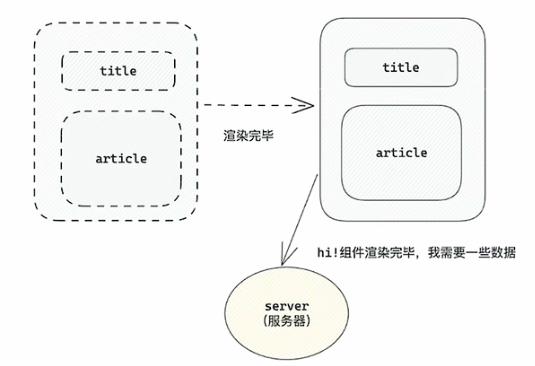 title
title
渲染完毕
article
article
hi!组件渲染完毕，我需要一些数据
server
（服务器）